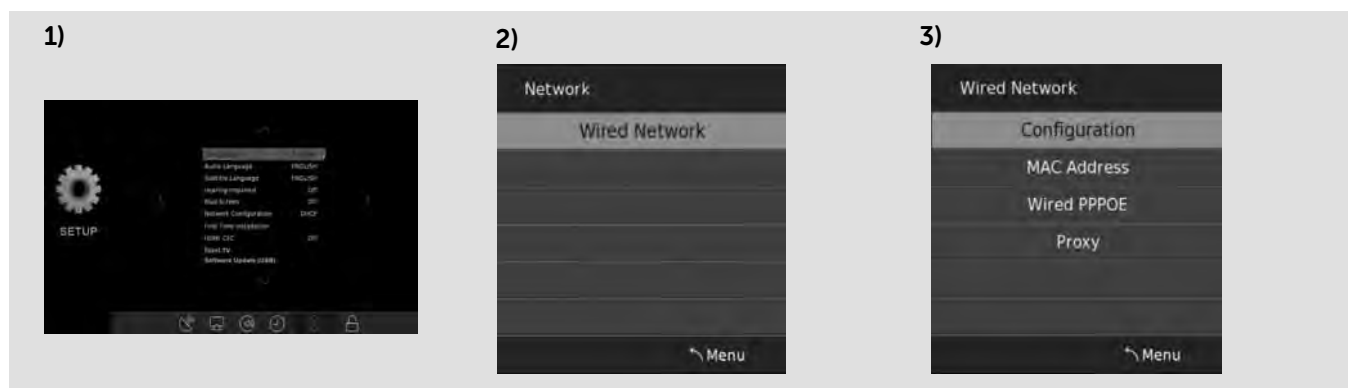 1)
2)
3)
SETUP
Audio Language ENGLISH
Subtitle Language ENGLISH
Hearing Impaired Off
Blue Screen Off
Network Configuration DHCP
First Time Installation
HDMI CEC Off
Reset TV
Software Update (USB)
Network
Wired Network
Menu
Wired Network
Configuration
MAC Address
Wired PPPOE
Proxy
Menu